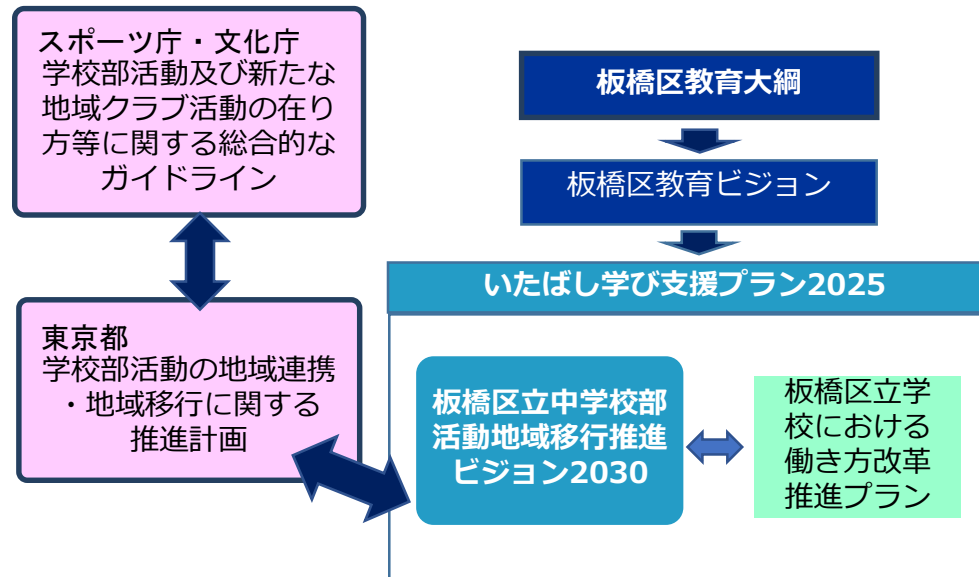 スポーツ庁・文化庁
学校部活動及び新たな
地域クラブ活動の在り
方等に関する総合的な
ガイドライン
東京都
学校部活動の地域連携
・地域移行に関する
推進計画
板橋区教育大綱
板橋区教育ビジョン
いたばし学び支援プラン2025
板橋区立中学校部
活動地域移行推進
ビジョン2030
板橋区立学
校における
働き方改革
推進プラン